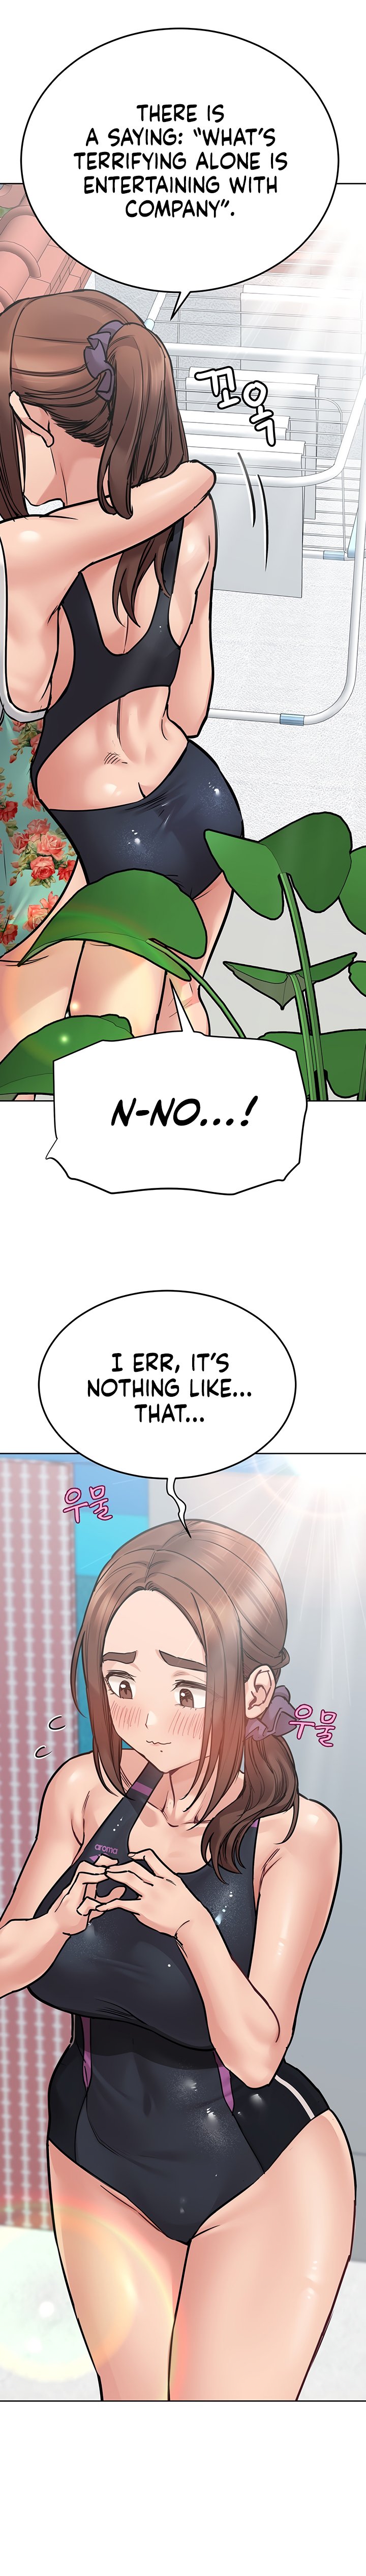 THERE IS
A SAYING: "WHAT'S
TERRIFYING ALONE IS
ENTERTAINING WITH
COMPANY".
꼬옥
N-NO...!
I ERR, IT'S
NOTHING LIKE...
THAT...
우물
우물
aroma